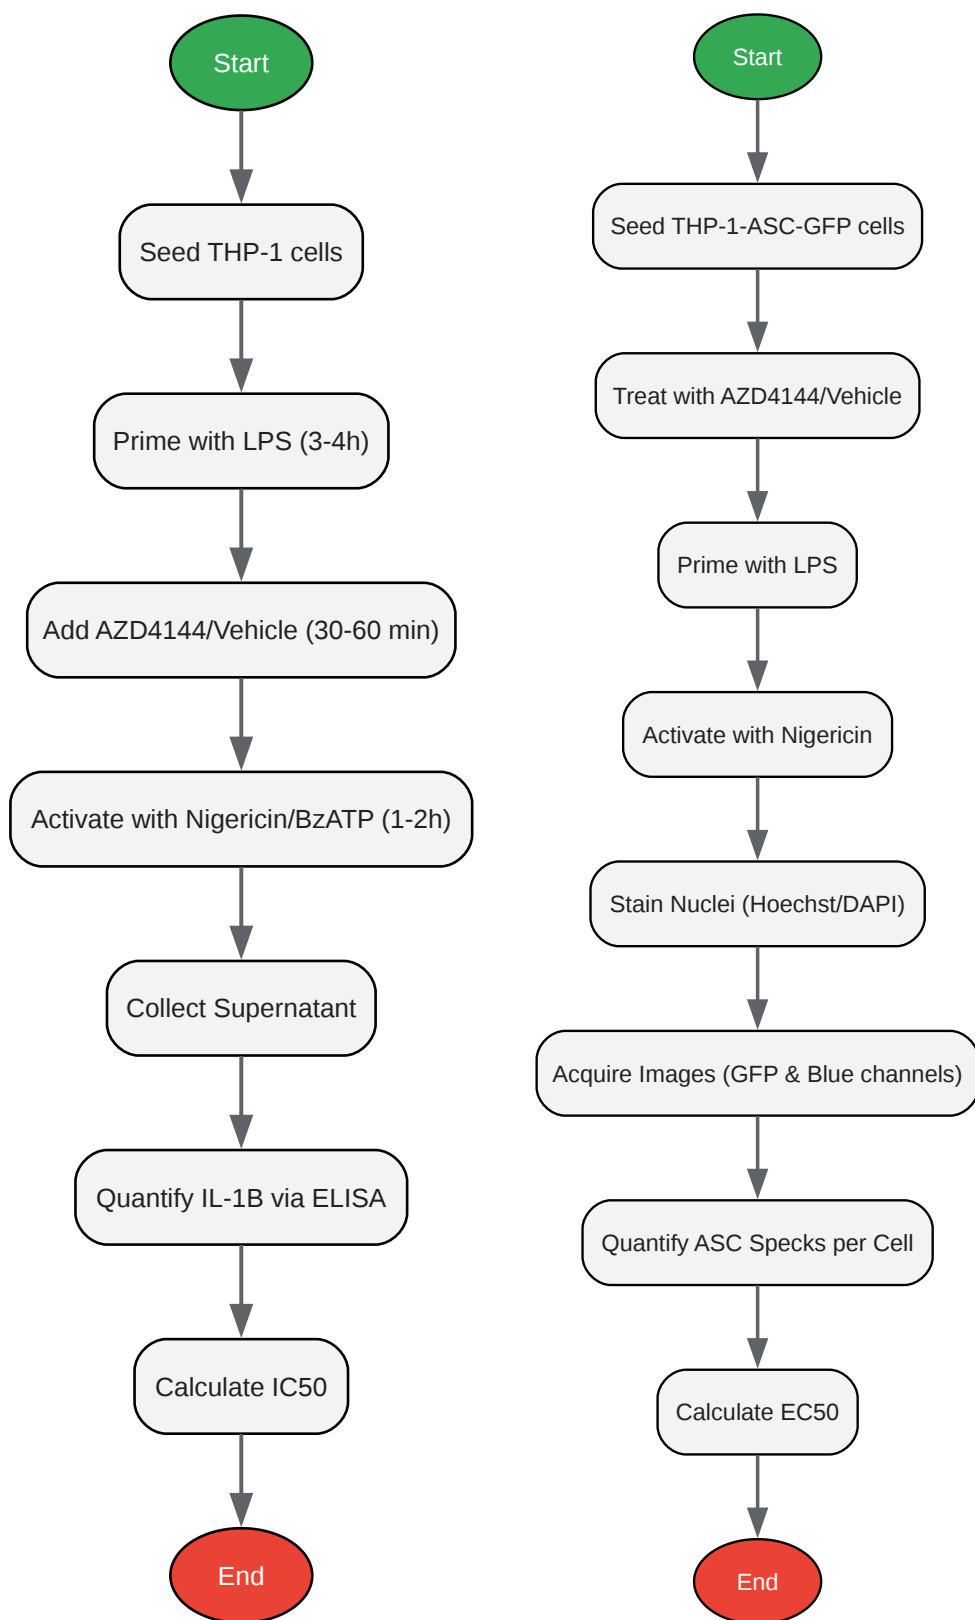 Start
Seed THP-1 cells
Prime with LPS (3-4h)
Add AZD4144/Vehicle (30-60 min)
Activate with Nigericin/BzATP (1-2h)
Collect Supernatant
Quantify IL-1B via ELISA
Calculate IC50
End
Start
Seed THP-1-ASC-GFP cells
Treat with AZD4144/Vehicle
Prime with LPS
Activate with Nigericin
Stain Nuclei (Hoechst/DAPI)
Acquire Images (GFP & Blue channels)
Quantify ASC Specks per Cell
Calculate EC50
End